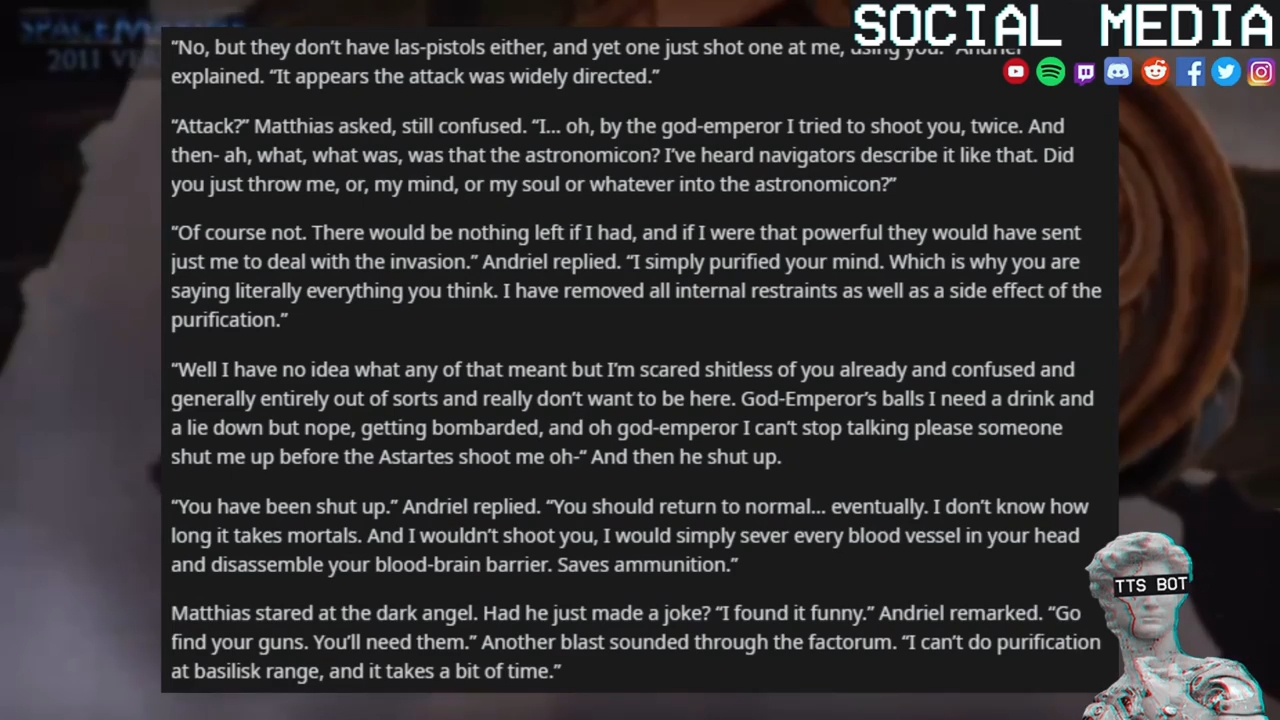 SOCIAL MEDIA
2011
“No, but they don’t have las-pistols either, and yet one just shot one at me, using you.” Andriel
explained. “It appears the attack was widely directed.”
“Attack?” Matthias asked, still confused. “I... oh, by the god-emperor I tried to shoot you, twice. And
then- ah, what, what was, was that the astronomicon? I’ve heard navigators describe it like that. Did
you just throw me, or, my mind, or my soul or whatever into the astronomicon?”
“Of course not. There would be nothing left if I had, and if I were that powerful they would have sent
just me to deal with the invasion.” Andriel replied. “I simply purified your mind. Which is why you are
saying literally everything you think. I have removed all internal restraints as well as a side effect of the
purification.”
“Well I have no idea what any of that meant but I’m scared shitless of you already and confused and
generally entirely out of sorts and really don’t want to be here. God-Emperor’s balls I need a drink and
a lie down but nope, getting bombarded, and oh god-emperor I can’t stop talking please someone
shut me up before the Astartes shoot me oh-“ And then he shut up.
“You have been shut up.” Andriel replied. “You should return to normal... eventually. I don’t know how
long it takes mortals. And I wouldn’t shoot you, I would simply sever every blood vessel in your head
and disassemble your blood-brain barrier. Saves ammunition.”
Matthias stared at the dark angel. Had he just made a joke? “I found it funny.” Andriel remarked. “Go
find your guns. You’ll need them.” Another blast sounded through the factorum. “I can’t do purification
at basilisk range, and it takes a bit of time.”
TTS BOT